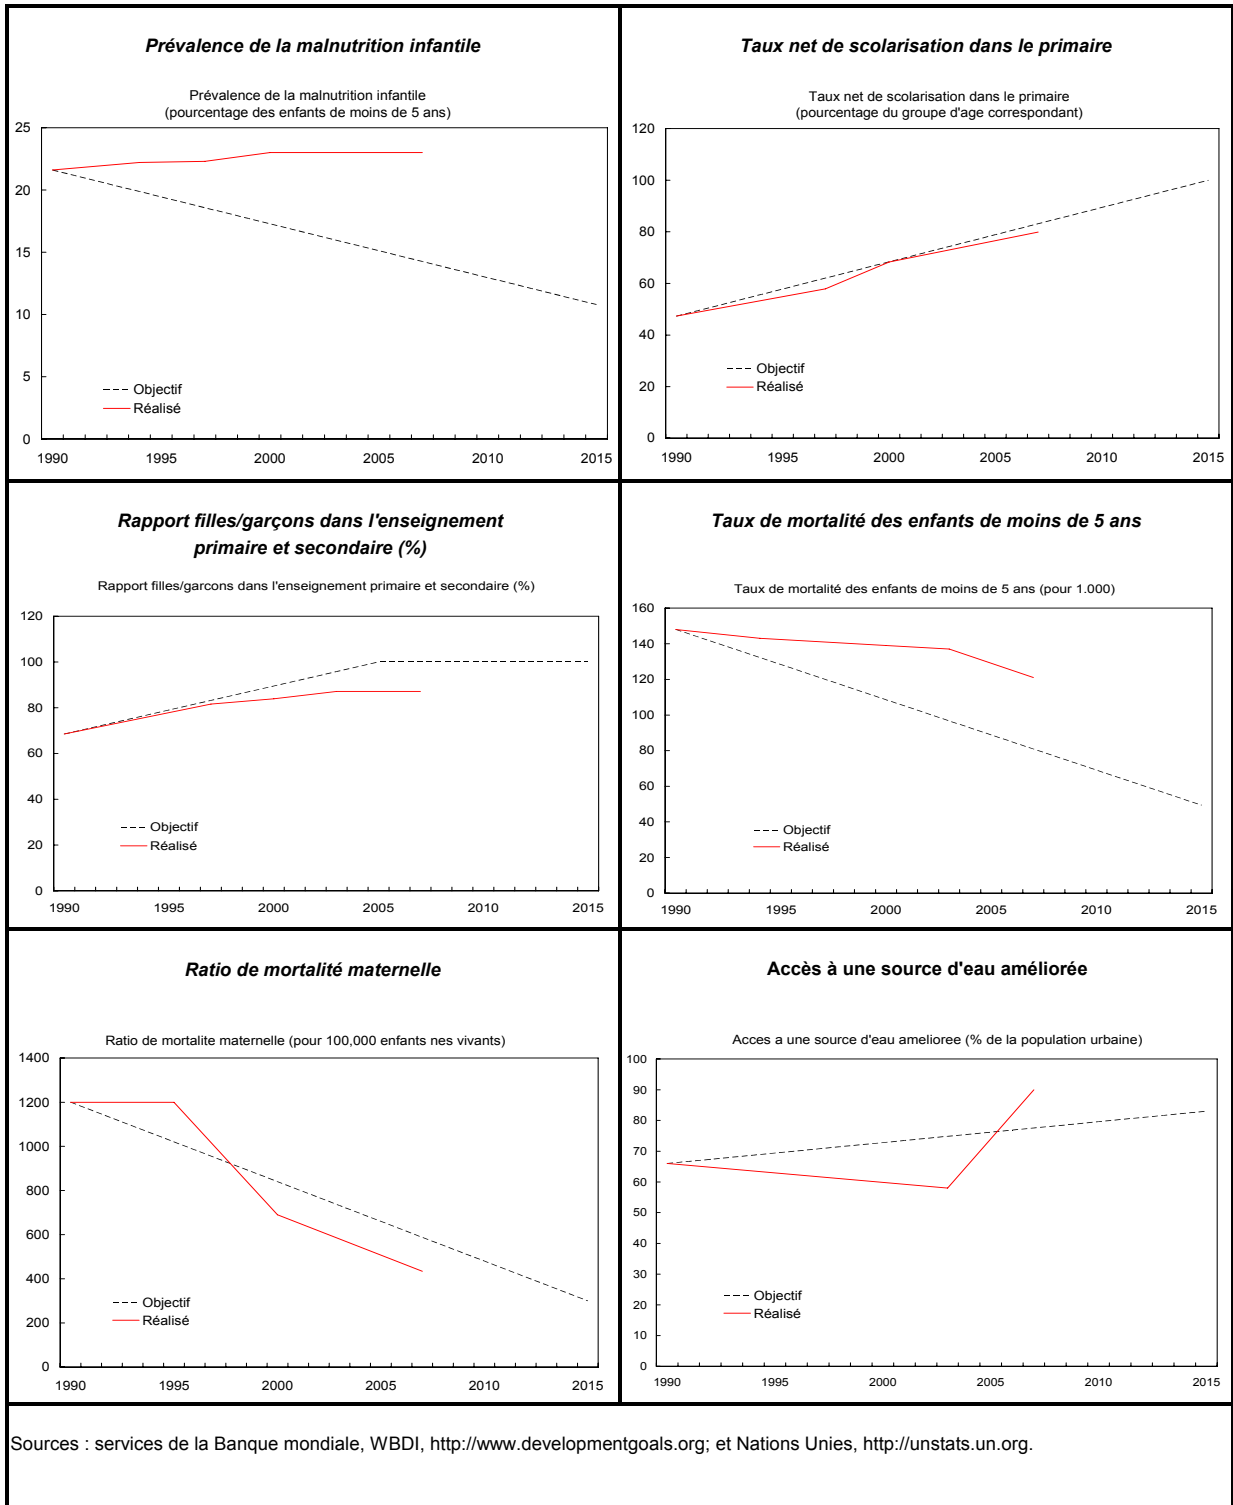 Prévalence de la malnutrition infantile
Prévalence de la malnutrition infantile
(pourcentage des enfants de moins de 5 ans)
25
20
15
10
5
0
Objectif
Réalisé
1990 1995 2000 2005 2010 2015
Taux net de scolarisation dans le primaire
Taux net de scolarisation dans le primaire
(pourcentage du groupe d'age correspondant)
120
100
80
60
40
20
0
Objectif
Réalisé
1990 1995 2000 2005 2010 2015
Rapport filles/garçons dans l'enseignement
primaire et secondaire (%)
Rapport filles/garcons dans l'enseignement primaire et secondaire (%)
120
100
80
60
40
20
0
Objectif
Réalisé
1990 1995 2000 2005 2010 2015
Taux de mortalité des enfants de moins de 5 ans
Taux de mortalité des enfants de moins de 5 ans (pour 1.000)
160
140
120
100
80
60
40
20
0
Objectif
Réalisé
1990 1995 2000 2005 2010 2015
Ratio de mortalité maternelle
Ratio de mortalite maternelle (pour 100,000 enfants nes vivants)
1400
1200
1000
800
600
400
200
0
Objectif
Réalisé
1990 1995 2000 2005 2010 2015
Accès à une source d'eau améliorée
Acces a une source d'eau amelioree (% de la population urbaine)
100
90
80
70
60
50
40
30
20
10
0
Objectif
Réalisé
1990 1995 2000 2005 2010 2015
Sources : services de la Banque mondiale, WBDI, http://www.developmentgoals.org; et Nations Unies, http://unstats.un.org.